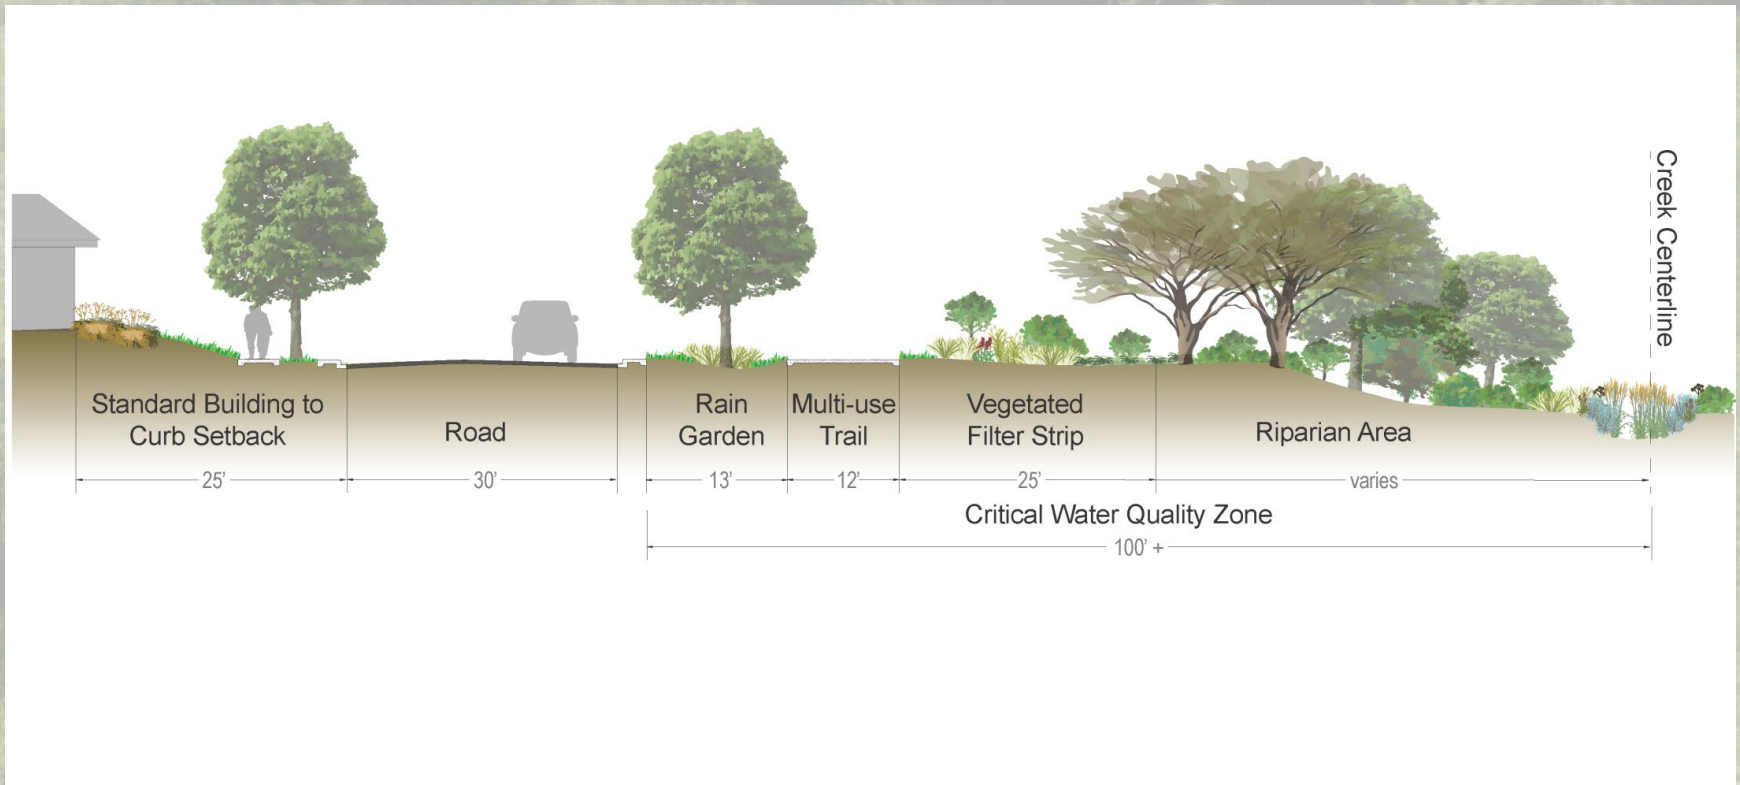 Creek Centerline
Standard Building to
Curb Setback
Road
Rain
Garden
Multi-use
Trail
Vegetated
Filter Strip
Riparian Area
25’
30’
13’
12’
25’
varies
Critical Water Quality Zone
100’ +